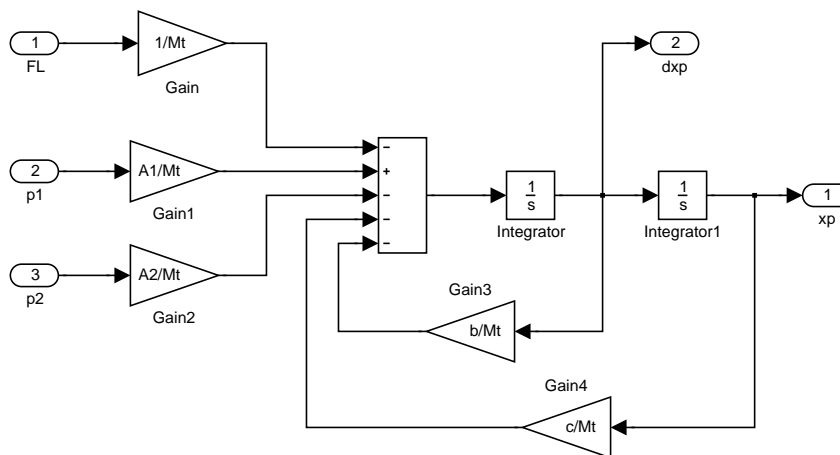 1
FL
1/Mt
Gain
2
dxp
2
p1
A1/Mt
Gain1
−
+
−
−
−
1
s
Integrator
1
s
Integrator1
1
xp
3
p2
A2/Mt
Gain2
Gain3
b/Mt
Gain4
c/Mt